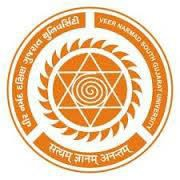 વીર નર્મદ દક્ષિણ ગુજરાત યુનિવર્સિટી
VEER NARMAD SOUTH GUJARAT UNIVERSITY
सत्यम् ज्ञानम् अनन्तम्